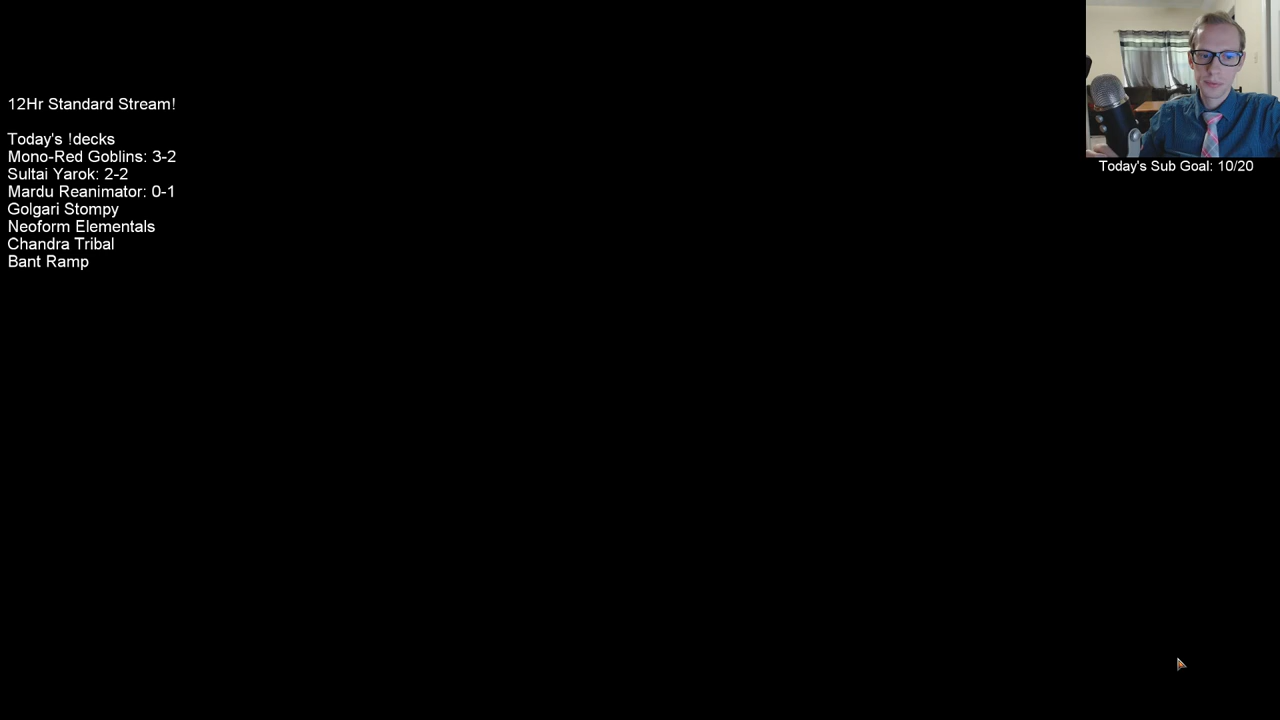 12Hr Standard Stream!
Today's !decks
Mono-Red Goblins: 3-2
Sultai Yarok: 2-2
Mardu Reanimator: 0-1
Golgari Stompy
Neoform Elementals
Chandra Tribal
Bant Ramp
Today's Sub Goal: 10/20